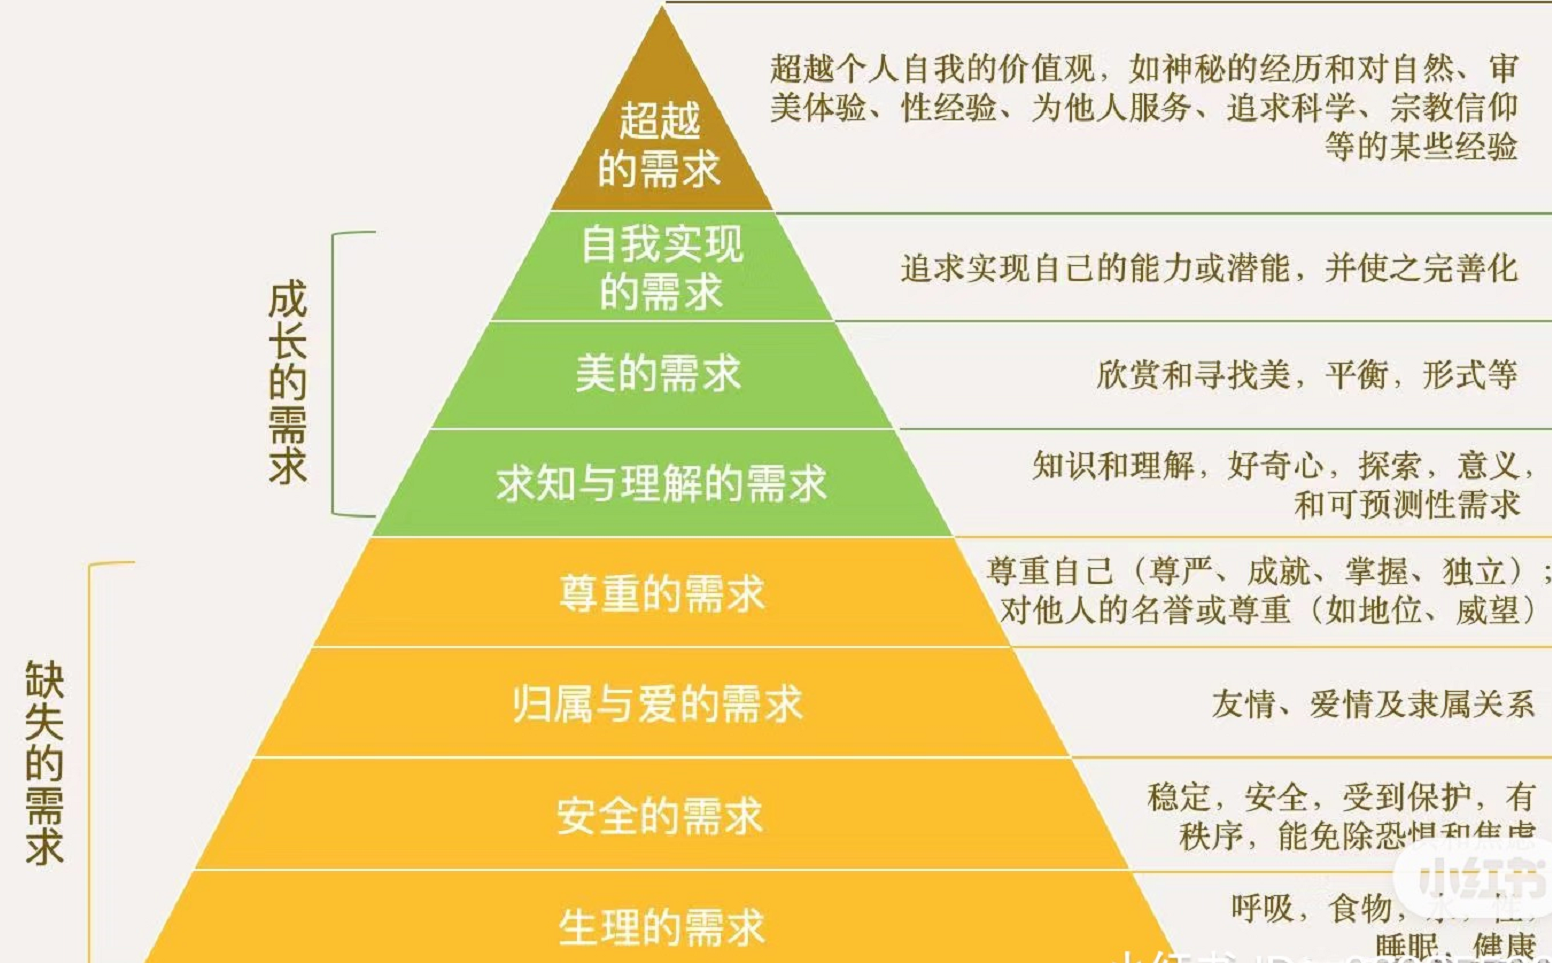 超越个人自我的价值观，如神秘的经历和对自然、审
美体验、性经验、为他人服务、追求科学、宗教信仰
等的某些经验
超越
的需求
成长的需求
自我实现
的需求
追求实现自己的能力或潜能，并使之完善化
美的需求
欣赏和寻找美，平衡，形式等
求知与理解的需求
知识和理解，好奇心，探索，意义，
和可预测性需求
缺失的需求
尊重的需求
尊重自己（尊严、成就、掌握、独立）；
对他人的名誉或尊重（如地位、威望）
归属与爱的需求
友情、爱情及隶属关系
安全的需求
稳定，安全，受到保护，有
秩序，能免除恐惧和焦虑
小红书
生理的需求
呼吸，食物，水，性，
睡眠，健康